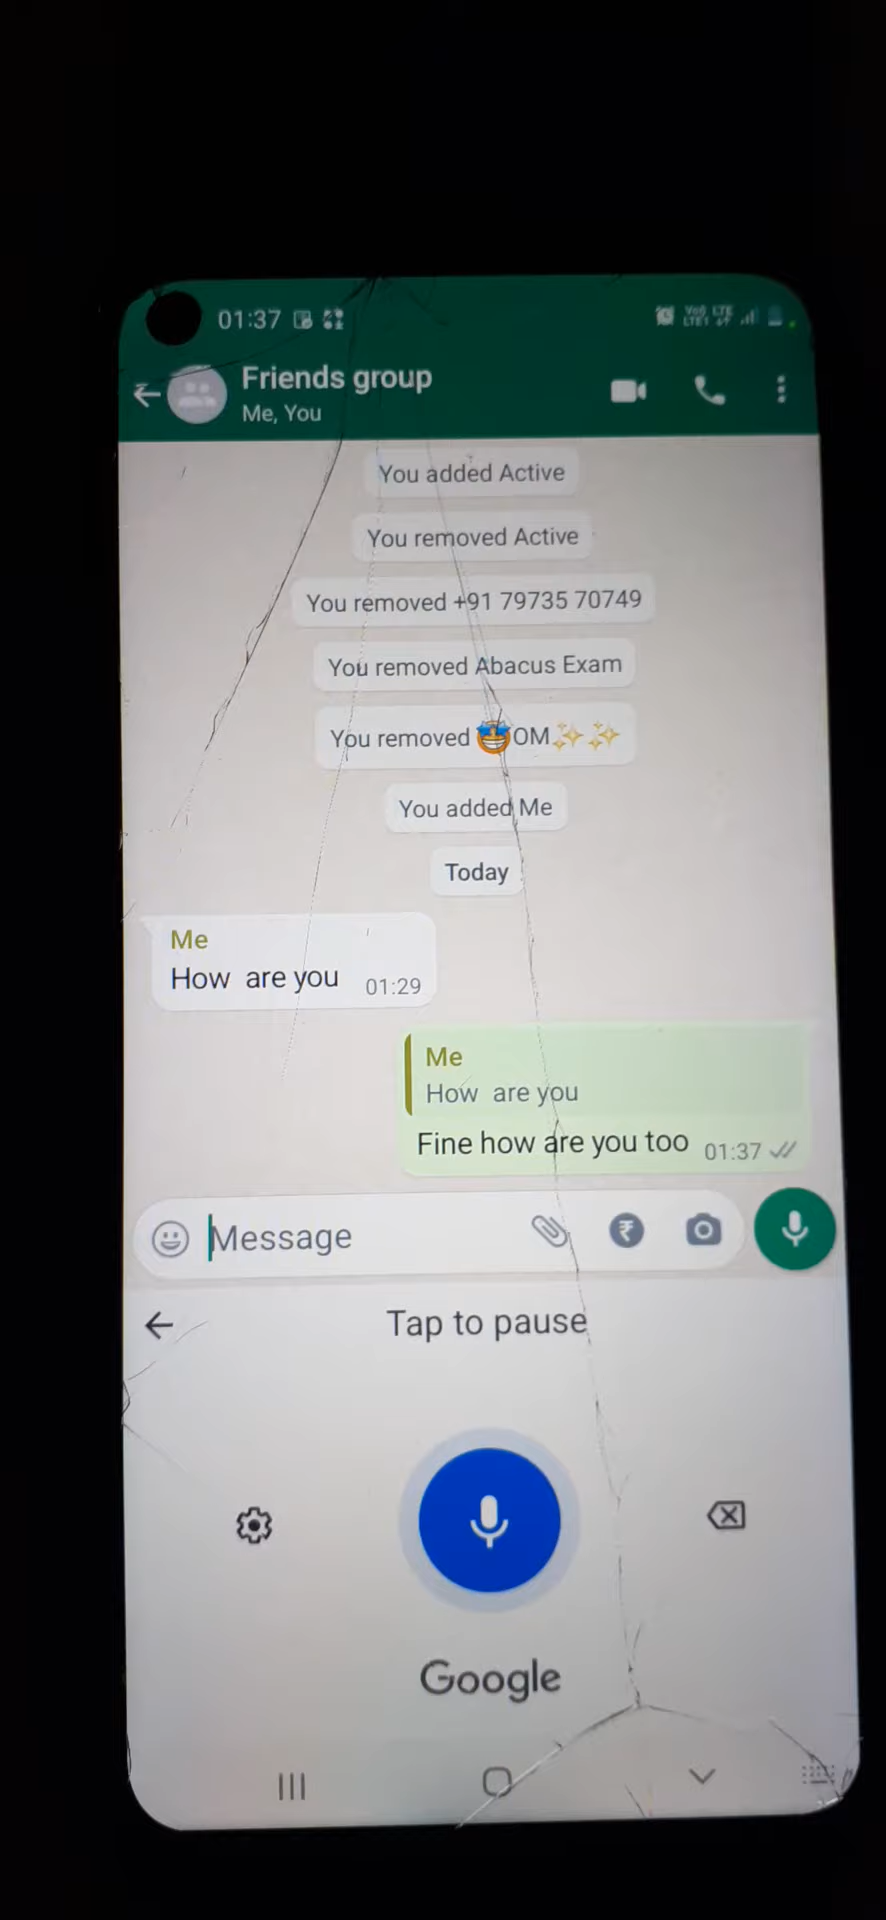 01:37
Friends group
Me, You
You added Active
You removed Active
You removed +91 79735 70749
You removed Abacus Exam
You removed 🤩OM✨✨
You added Me
Today
Me
How are you 01:29
Me
How are you
Fine how are you too 01:37
Message
Tap to pause
Google